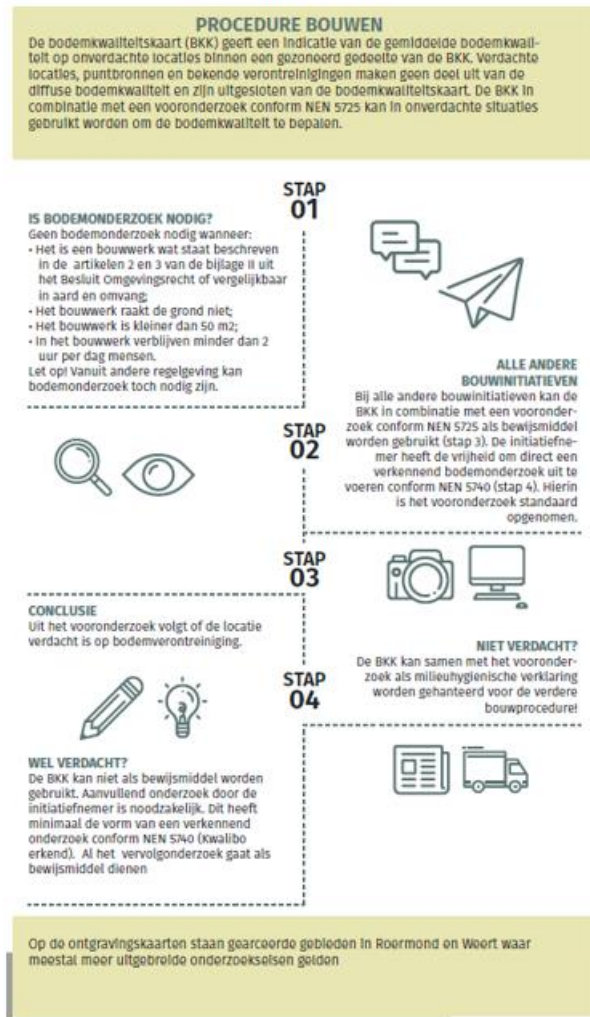 PROCEDURE BOUWEN
De bodemkwaliteitskaart (BKK) geeft een indicatie van de gemiddelde bodemkwali-
teit op onverdachte locaties binnen een gezoneerd gedeelte van de BKK. Verdachte
locaties, puntbronnen en bekende verontreinigingen maken geen deel uit van de
diffuse bodemkwaliteit en zijn uitgesloten van de bodemkwaliteitskaart. De BKK in
combinatie met een vooronderzoek conform NEN 5725 kan in onverdachte situaties
gebruikt worden om de bodemkwaliteit te bepalen.
STAP
01
IS BODEMONDERZOEK NODIG?
Geen bodemonderzoek nodig wanneer:
• Het is een bouwwerk wat staat beschreven
in de artikelen 2 en 3 van de bijlage II uit
het Besluit Omgevingsrecht of vergelijkbaar
in aard en omvang;
• Het bouwwerk raakt de grond niet;
• Het bouwwerk is kleiner dan 50 m2;
• In het bouwwerk verblijven minder dan 2
uur per dag mensen.
Let op! Vanuit andere regelgeving kan
bodemonderzoek toch nodig zijn.
STAP
02
ALLE ANDERE
BOUWINITIATIEVEN
Bij alle andere bouwinitiatieven kan de
BKK in combinatie met een vooronder-
zoek conform NEN 5725 als bewijsmiddel
worden gebruikt (stap 3). De initiatiefne-
mer heeft de vrijheid om direct een
verkennend bodemonderzoek uit te
voeren conform NEN 5740 (stap 4). Hierin
is het vooronderzoek standaard
opgenomen.
STAP
03
CONCLUSIE
Uit het vooronderzoek volgt of de locatie
verdacht is op bodemverontreiniging.
NIET VERDACHT?
De BKK kan samen met het vooronder-
zoek als milieuhygienische verklaring
worden gehanteerd voor de verdere
bouwprocedure!
STAP
04
WEL VERDACHT?
De BKK kan niet als bewijsmiddel worden
gebruikt. Aanvullend onderzoek door de
initiatiefnemer is noodzakelijk. Dit heeft
minimaal de vorm van een verkennend
onderzoek conform NEN 5740 (Kwalibo
erkend). Al het vervolgonderzoek gaat als
bewijsmiddel dienen
Op de ontgravingskaarten staan gearceerde gebieden in Roermond en Weert waar
meestal meer uitgebreide onderzoekseisen gelden